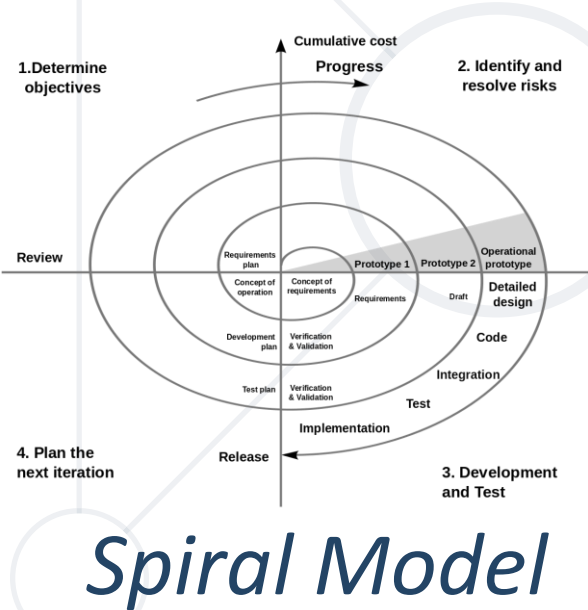 Cumulative cost
1.Determine
objectives
Progress
2. Identify and
resolve risks
Review
Requirements
plan
Prototype 1
Prototype 2
Operational
prototype
Concept of
operation
Concept of
requirements
Requirements
Draft
Detailed
design
Development
plan
Verification
& Validation
Code
Integration
Test plan
Verification
& Validation
Test
Implementation
Release
4. Plan the
next iteration
3. Development
and Test
Spiral Model